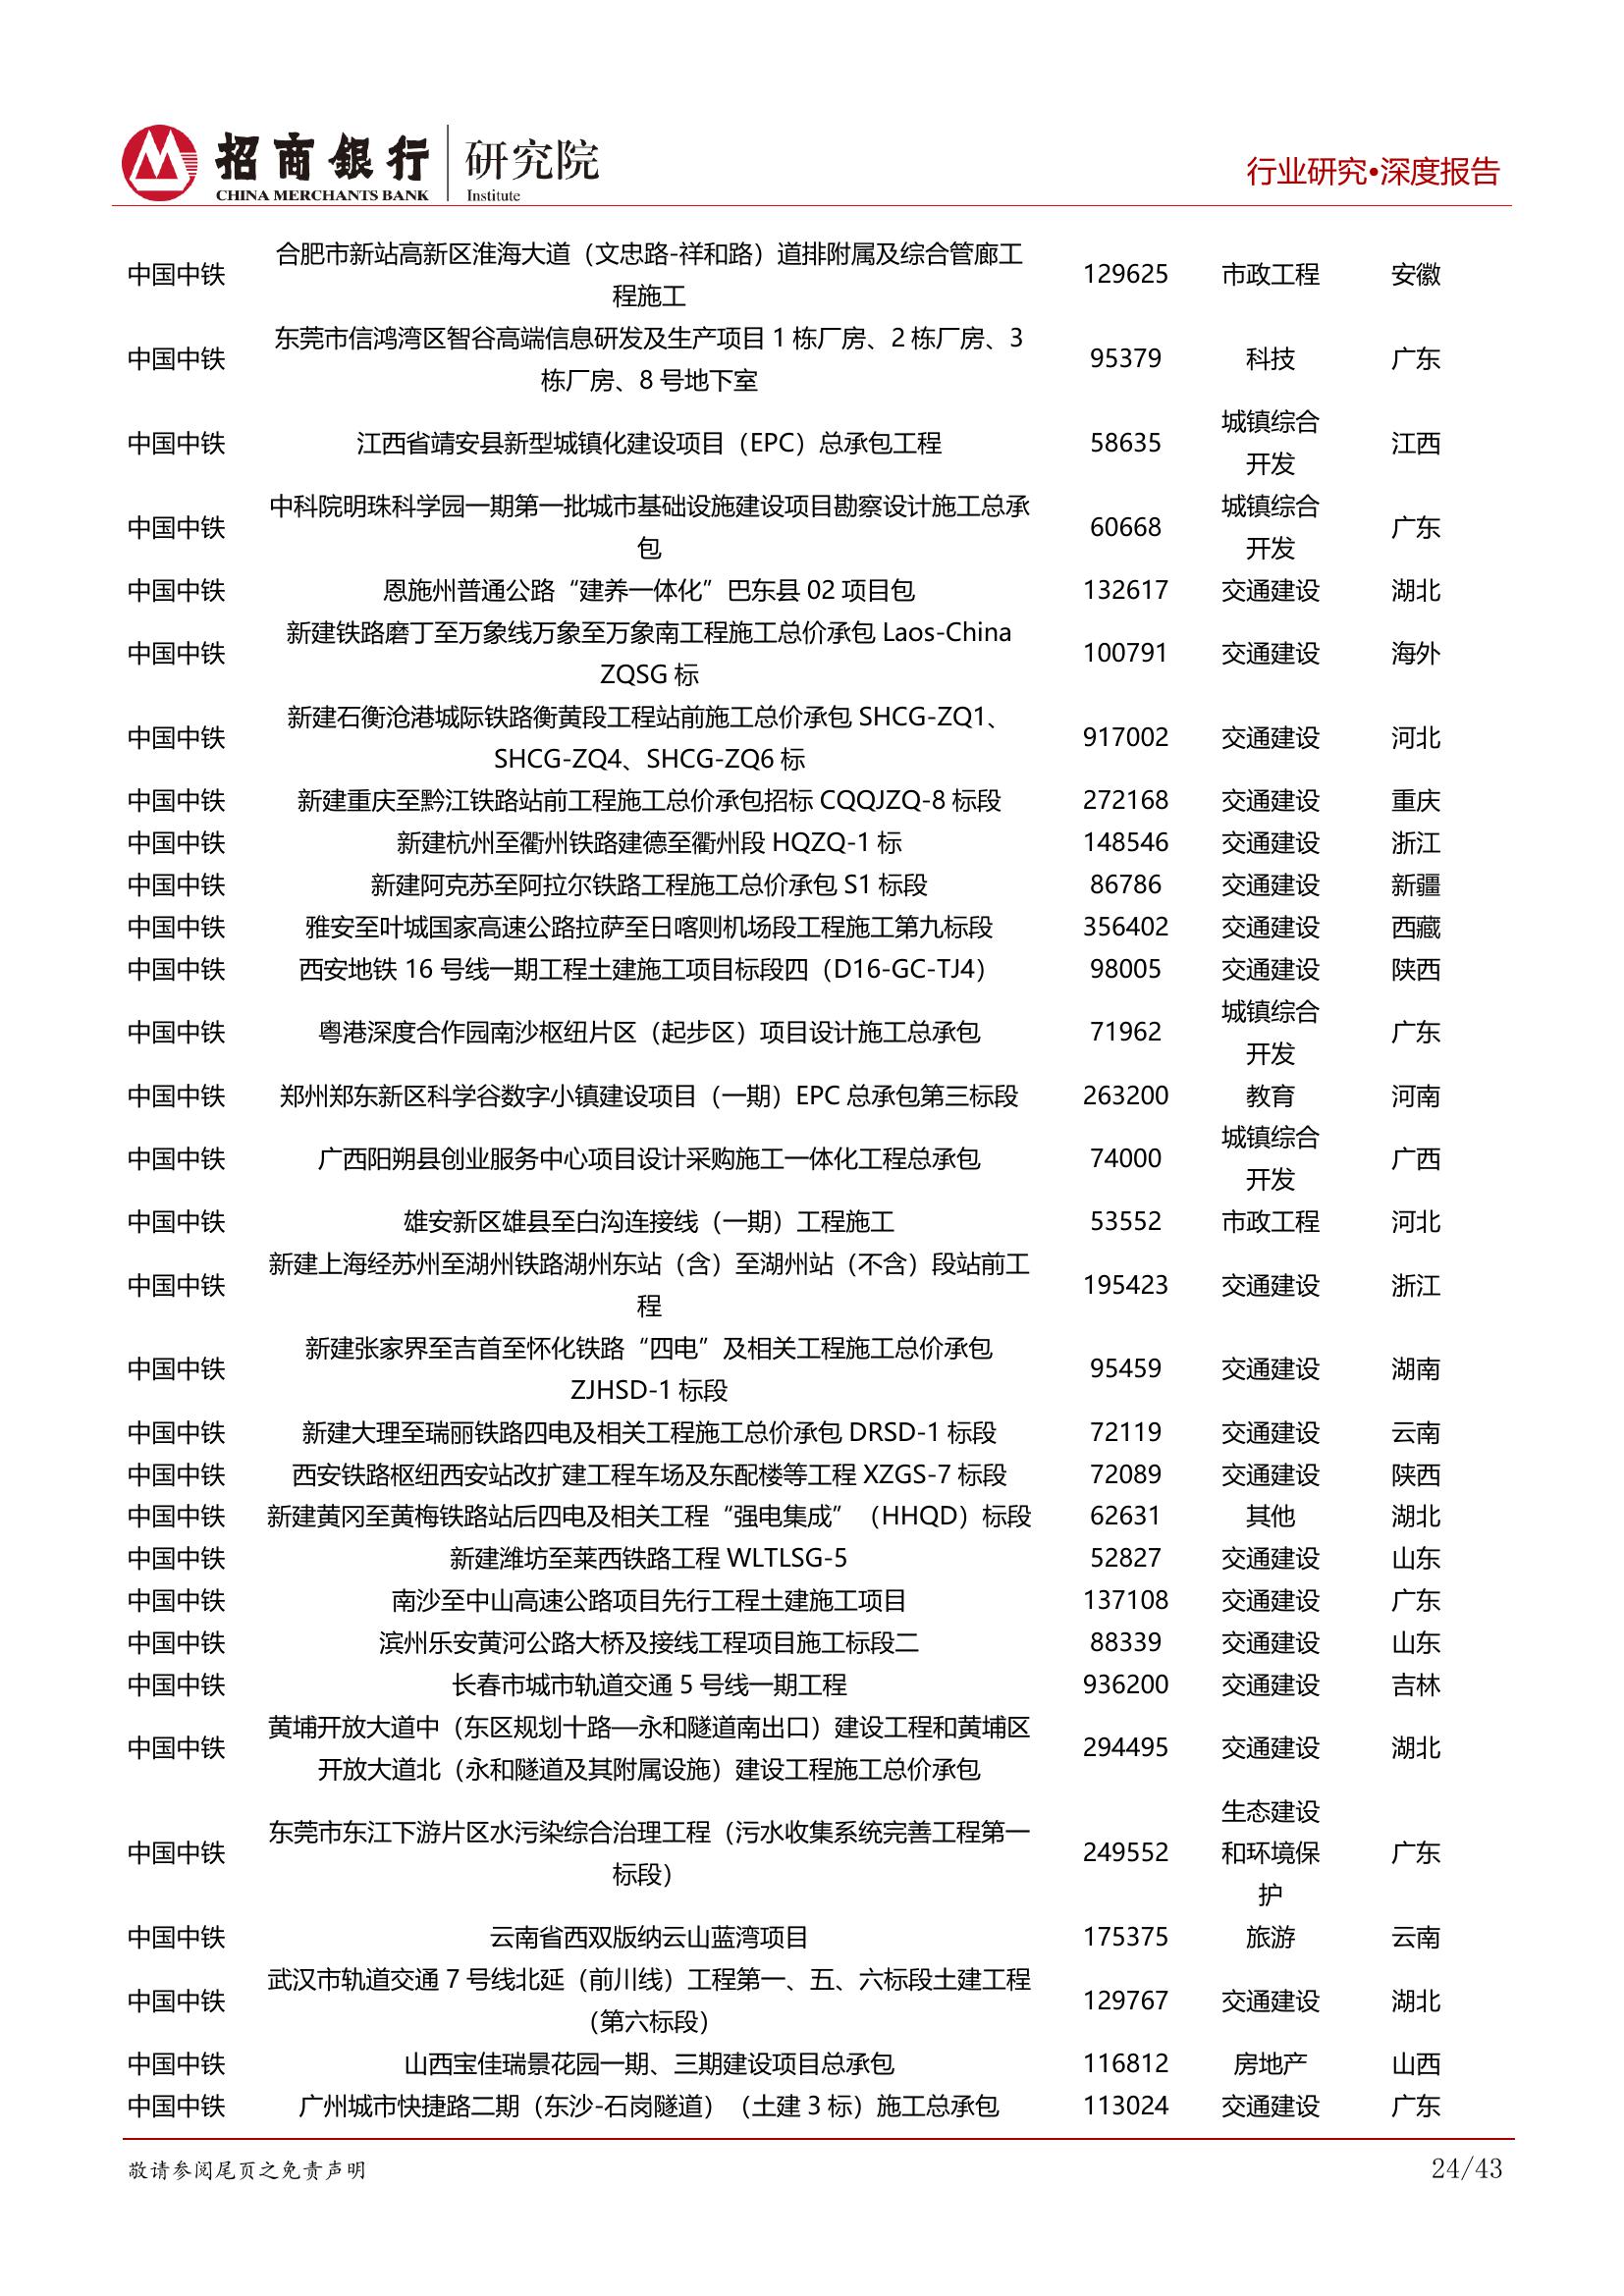 招商银行
CHINA MERCHANTS BANK
研究院
Institute
行业研究•深度报告
合肥市新站高新区淮海大道（文忠路-祥和路）道排附属及综合管廊工
中国中铁 程施工 129625 市政工程 安徽
东莞市信鸿湾区智谷高端信息研发及生产项目 1 栋厂房、2 栋厂房、3
中国中铁 栋厂房、8 号地下室 95379 科技 广东
城镇综合
中国中铁 江西省靖安县新型城镇化建设项目（EPC）总承包工程 58635 开发 江西
中科院明珠科学园一期第一批城市基础设施建设项目勘察设计施工总承 城镇综合
中国中铁 包 60668 开发 广东
中国中铁 恩施州普通公路“建养一体化”巴东县 02 项目包 132617 交通建设 湖北
新建铁路磨丁至万象线万象至万象南工程施工总价承包 Laos-China
中国中铁 ZQSG 标 100791 交通建设 海外
新建石衡沧港城际铁路衡黄段工程站前施工总价承包 SHCG-ZQ1、
中国中铁 SHCG-ZQ4、SHCG-ZQ6 标 917002 交通建设 河北
中国中铁 新建重庆至黔江铁路站前工程施工总价承包招标 CQQJZQ-8 标段 272168 交通建设 重庆
中国中铁 新建杭州至衢州铁路建德至衢州段 HQZQ-1 标 148546 交通建设 浙江
中国中铁 新建阿克苏至阿拉尔铁路工程施工总价承包 S1 标段 86786 交通建设 新疆
中国中铁 雅安至叶城国家高速公路拉萨至日喀则机场段工程施工第九标段 356402 交通建设 西藏
中国中铁 西安地铁 16 号线一期工程土建施工项目标段四（D16-GC-TJ4） 98005 交通建设 陕西
城镇综合
中国中铁 粤港深度合作园南沙枢纽片区（起步区）项目设计施工总承包 71962 开发 广东
中国中铁 郑州郑东新区科学谷数字小镇建设项目（一期）EPC 总承包第三标段 263200 教育 河南
城镇综合
中国中铁 广西阳朔县创业服务中心项目设计采购施工一体化工程总承包 74000 开发 广西
中国中铁 雄安新区雄县至白沟连接线（一期）工程施工 53552 市政工程 河北
新建上海经苏州至湖州铁路湖州东站（含）至湖州站（不含）段站前工
中国中铁 程 195423 交通建设 浙江
新建张家界至吉首至怀化铁路“四电”及相关工程施工总价承包
中国中铁 ZJHSD-1 标段 95459 交通建设 湖南
中国中铁 新建大理至瑞丽铁路四电及相关工程施工总价承包 DRSD-1 标段 72119 交通建设 云南
中国中铁 西安铁路枢纽西安站改扩建工程车场及东配楼等工程 XZGS-7 标段 72089 交通建设 陕西
中国中铁 新建黄冈至黄梅铁路站后四电及相关工程“强电集成”（HHQD）标段 62631 其他 湖北
中国中铁 新建潍坊至莱西铁路工程 WLTLSG-5 52827 交通建设 山东
中国中铁 南沙至中山高速公路项目先行工程土建施工项目 137108 交通建设 广东
中国中铁 滨州乐安黄河公路大桥及接线工程项目施工标段二 88339 交通建设 山东
中国中铁 长春市城市轨道交通 5 号线一期工程 936200 交通建设 吉林
黄埔开放大道中（东区规划十路—永和隧道南出口）建设工程和黄埔区
中国中铁 开放大道北（永和隧道及其附属设施）建设工程施工总价承包 294495 交通建设 湖北
生态建设
东莞市东江下游片区水污染综合治理工程（污水收集系统完善工程第一 和环境保
中国中铁 标段） 249552 护 广东
中国中铁 云南省西双版纳云山蓝湾项目 175375 旅游 云南
武汉市轨道交通 7 号线北延（前川线）工程第一、五、六标段土建工程
中国中铁 （第六标段） 129767 交通建设 湖北
中国中铁 山西宝佳瑞景花园一期、三期建设项目总承包 116812 房地产 山西
中国中铁 广州城市快捷路二期（东沙-石岗隧道）（土建 3 标）施工总承包 113024 交通建设 广东
敬请参阅尾页之免责声明 24/43